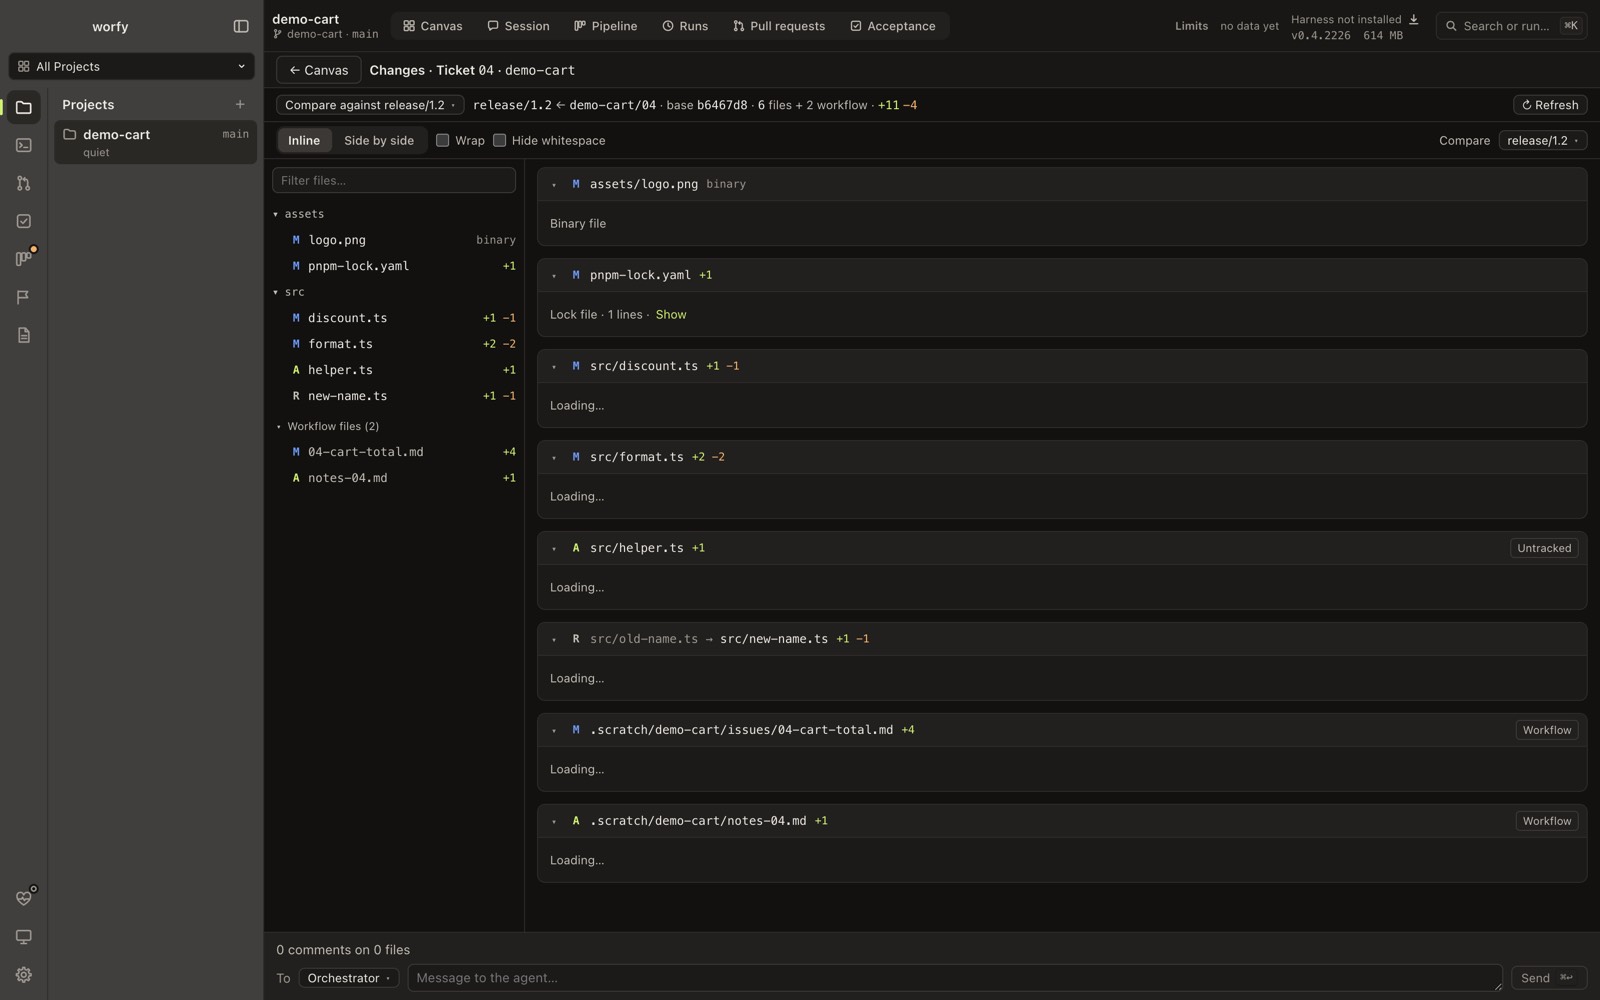 worfy
All Projects
Projects
demo-cart main
quiet
demo-cart
demo-cart · main
Canvas
Session
Pipeline
Runs
Pull requests
Acceptance
Limits no data yet
Harness not installed
v0.4.2226 614 MB
Search or run... ⌘K
← Canvas
Changes · Ticket 04 · demo-cart
Compare against release/1.2
release/1.2 ← demo-cart/04 · base b6467d8 · 6 files + 2 workflow · +11 −4
Refresh
Inline
Side by side
Wrap
Hide whitespace
Compare release/1.2
Filter files...
assets
M logo.png binary
M pnpm-lock.yaml +1
src
M discount.ts +1 −1
M format.ts +2 −2
A helper.ts +1
R new-name.ts +1 −1
Workflow files (2)
M 04-cart-total.md +4
A notes-04.md +1
M assets/logo.png binary
Binary file
M pnpm-lock.yaml +1
Lock file · 1 lines · Show
M src/discount.ts +1 −1
Loading...
M src/format.ts +2 −2
Loading...
A src/helper.ts +1 Untracked
Loading...
R src/old-name.ts → src/new-name.ts +1 −1
Loading...
M .scratch/demo-cart/issues/04-cart-total.md +4 Workflow
Loading...
A .scratch/demo-cart/notes-04.md +1 Workflow
Loading...
0 comments on 0 files
To Orchestrator
Message to the agent...
Send ⌘↩